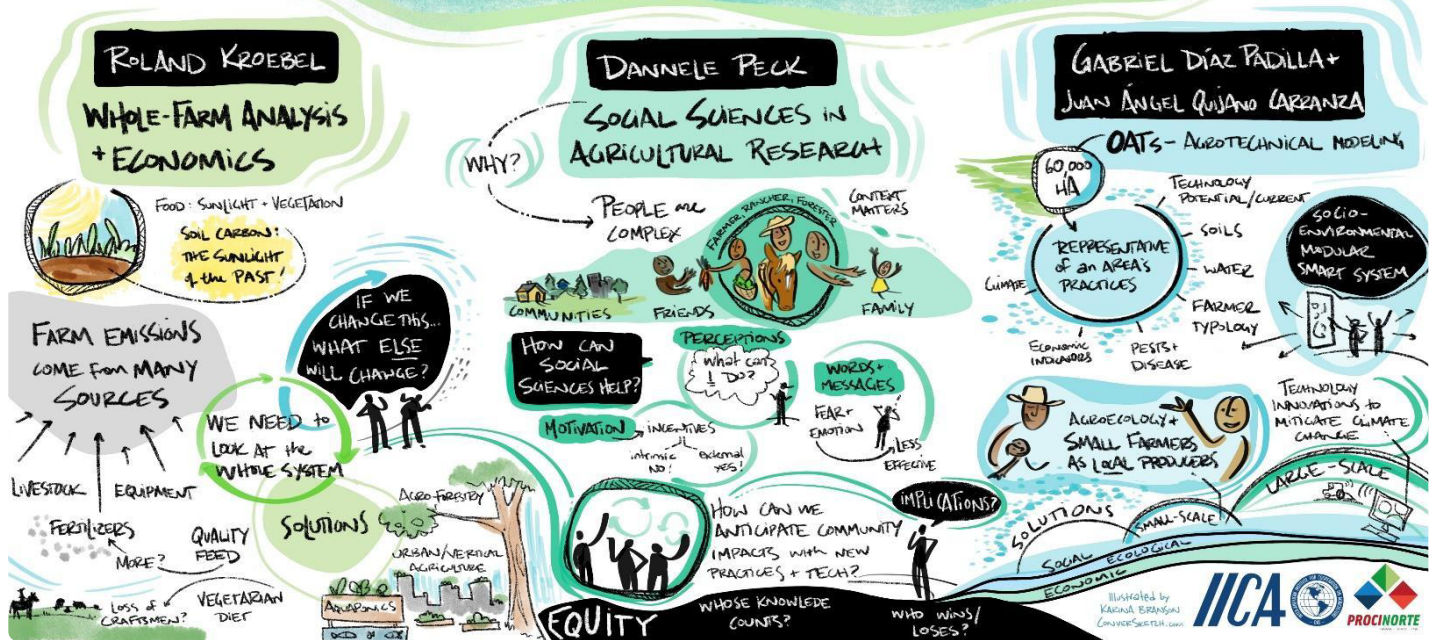 ROLAND KROEBEL
WHOLE-FARM ANALYSIS
+ ECONOMICS
FOOD: SUNLIGHT + VEGETATION
SOIL CARBON:
THE SUNLIGHT
of the PAST!
FARM EMISSIONS
COME from MANY
SOURCES
LIVESTOCK
EQUIPMENT
FERTILIZERS
MORE?
QUALITY
FEED
VEGETARIAN
DIET
LOSS of
CRAFTSMEN?
IF WE
CHANGE THIS...
WHAT ELSE
WILL CHANGE?
WE NEED to
LOOK AT the
WHOLE SYSTEM
SOLUTIONS
AGRO-FORESTRY
URBAN/VERTICAL
AGRICULTURE
AQUAPONICS
DANNELE PECK
SOCIAL SCIENCES IN
AGRICULTURAL RESEARCH
WHY?
PEOPLE are
COMPLEX
FARMER, RANCHER, FORESTER
CONTEXT
MATTERS
COMMUNITIES
FRIENDS
FAMILY
HOW CAN
SOCIAL
SCIENCES HELP?
PERCEPTIONS
What can
I DO?
WORDS +
MESSAGES
FEAR +
EMOTION
LESS
EFFECTIVE
MOTIVATION
INCENTIVES
intrinsic
NO!
external
yes!
HOW CAN WE
ANTICIPATE COMMUNITY
IMPACTS with NEW
PRACTICES + TECH?
IMPLICATIONS?
EQUITY
WHOSE KNOWLEDE
COUNTS?
WHO WINS/
LOSES?
GABRIEL DÍAZ PADILLA +
JUAN ÁNGEL QUIJANO CARRANZA
OATs - AGROTECHNICAL MODELING
60,000
HA
REPRESENTATIVE
of an AREA'S
PRACTICES
TECHNOLOGY
POTENTIAL/CURRENT
SOILS
WATER
FARMER
TYPOLOGY
PESTS +
DISEASE
ECONOMIC
INDICATORS
CLIMATE
SOCIO-
ENVIRONMENTAL
MODULAR
SMART SYSTEM
AGROECOLOGY +
SMALL FARMERS
AS LOCAL PRODUCERS
TECHNOLOGY
INNOVATIONS to
MITIGATE CLIMATE
CHANGE
SOLUTIONS
SMALL-SCALE
LARGE-SCALE
SOCIAL
ECOLOGICAL
ECONOMIC
Illustrated by
KARINA BRANSON
CONVERSKETCH.com
IICA
PROCINORTE